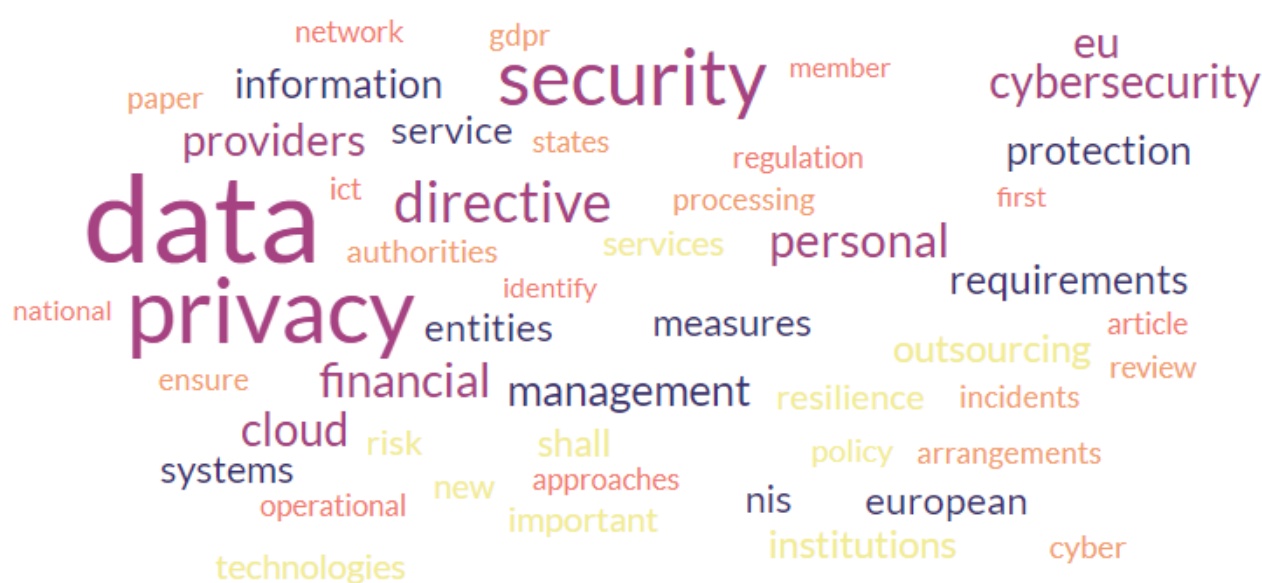 network
gdpr
eu
security
member
information
cybersecurity
paper
providers
service
states
regulation
protection
data
ict
directive
processing
first
authorities
services
personal
requirements
national
privacy
identify
entities
measures
article
outsourcing
review
ensure
financial
management
resilience
incidents
cloud
risk
shall
policy
arrangements
systems
new
approaches
operational
important
nis
european
institutions
cyber
technologies